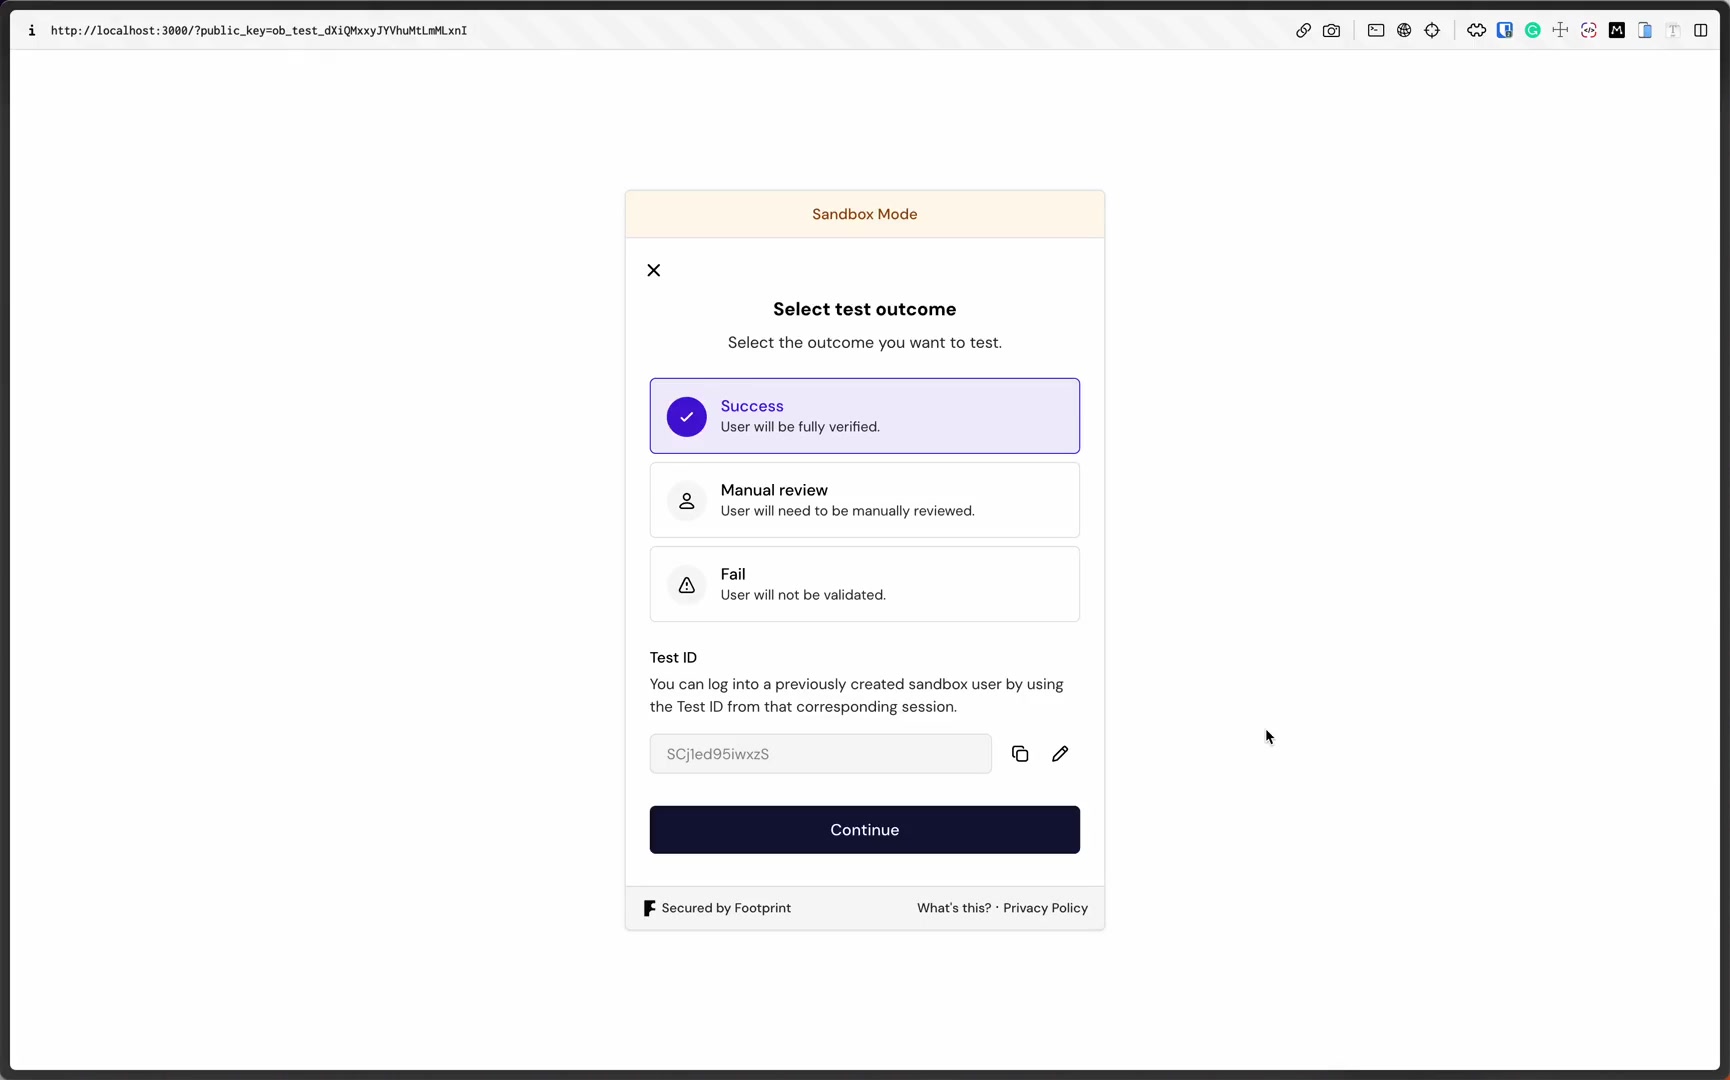 http://localhost:3000/?public_key=ob_test_dXiQMxxyJYVhuMtLmMLxnI
Sandbox Mode
Select test outcome
Select the outcome you want to test.
Success
User will be fully verified.
Manual review
User will need to be manually reviewed.
Fail
User will not be validated.
Test ID
You can log into a previously created sandbox user by using
the Test ID from that corresponding session.
SCj1ed95iwxzS
Continue
Secured by Footprint
What's this? · Privacy Policy